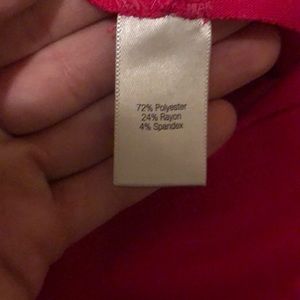 72% Polyester
24% Rayon
4% Spandex